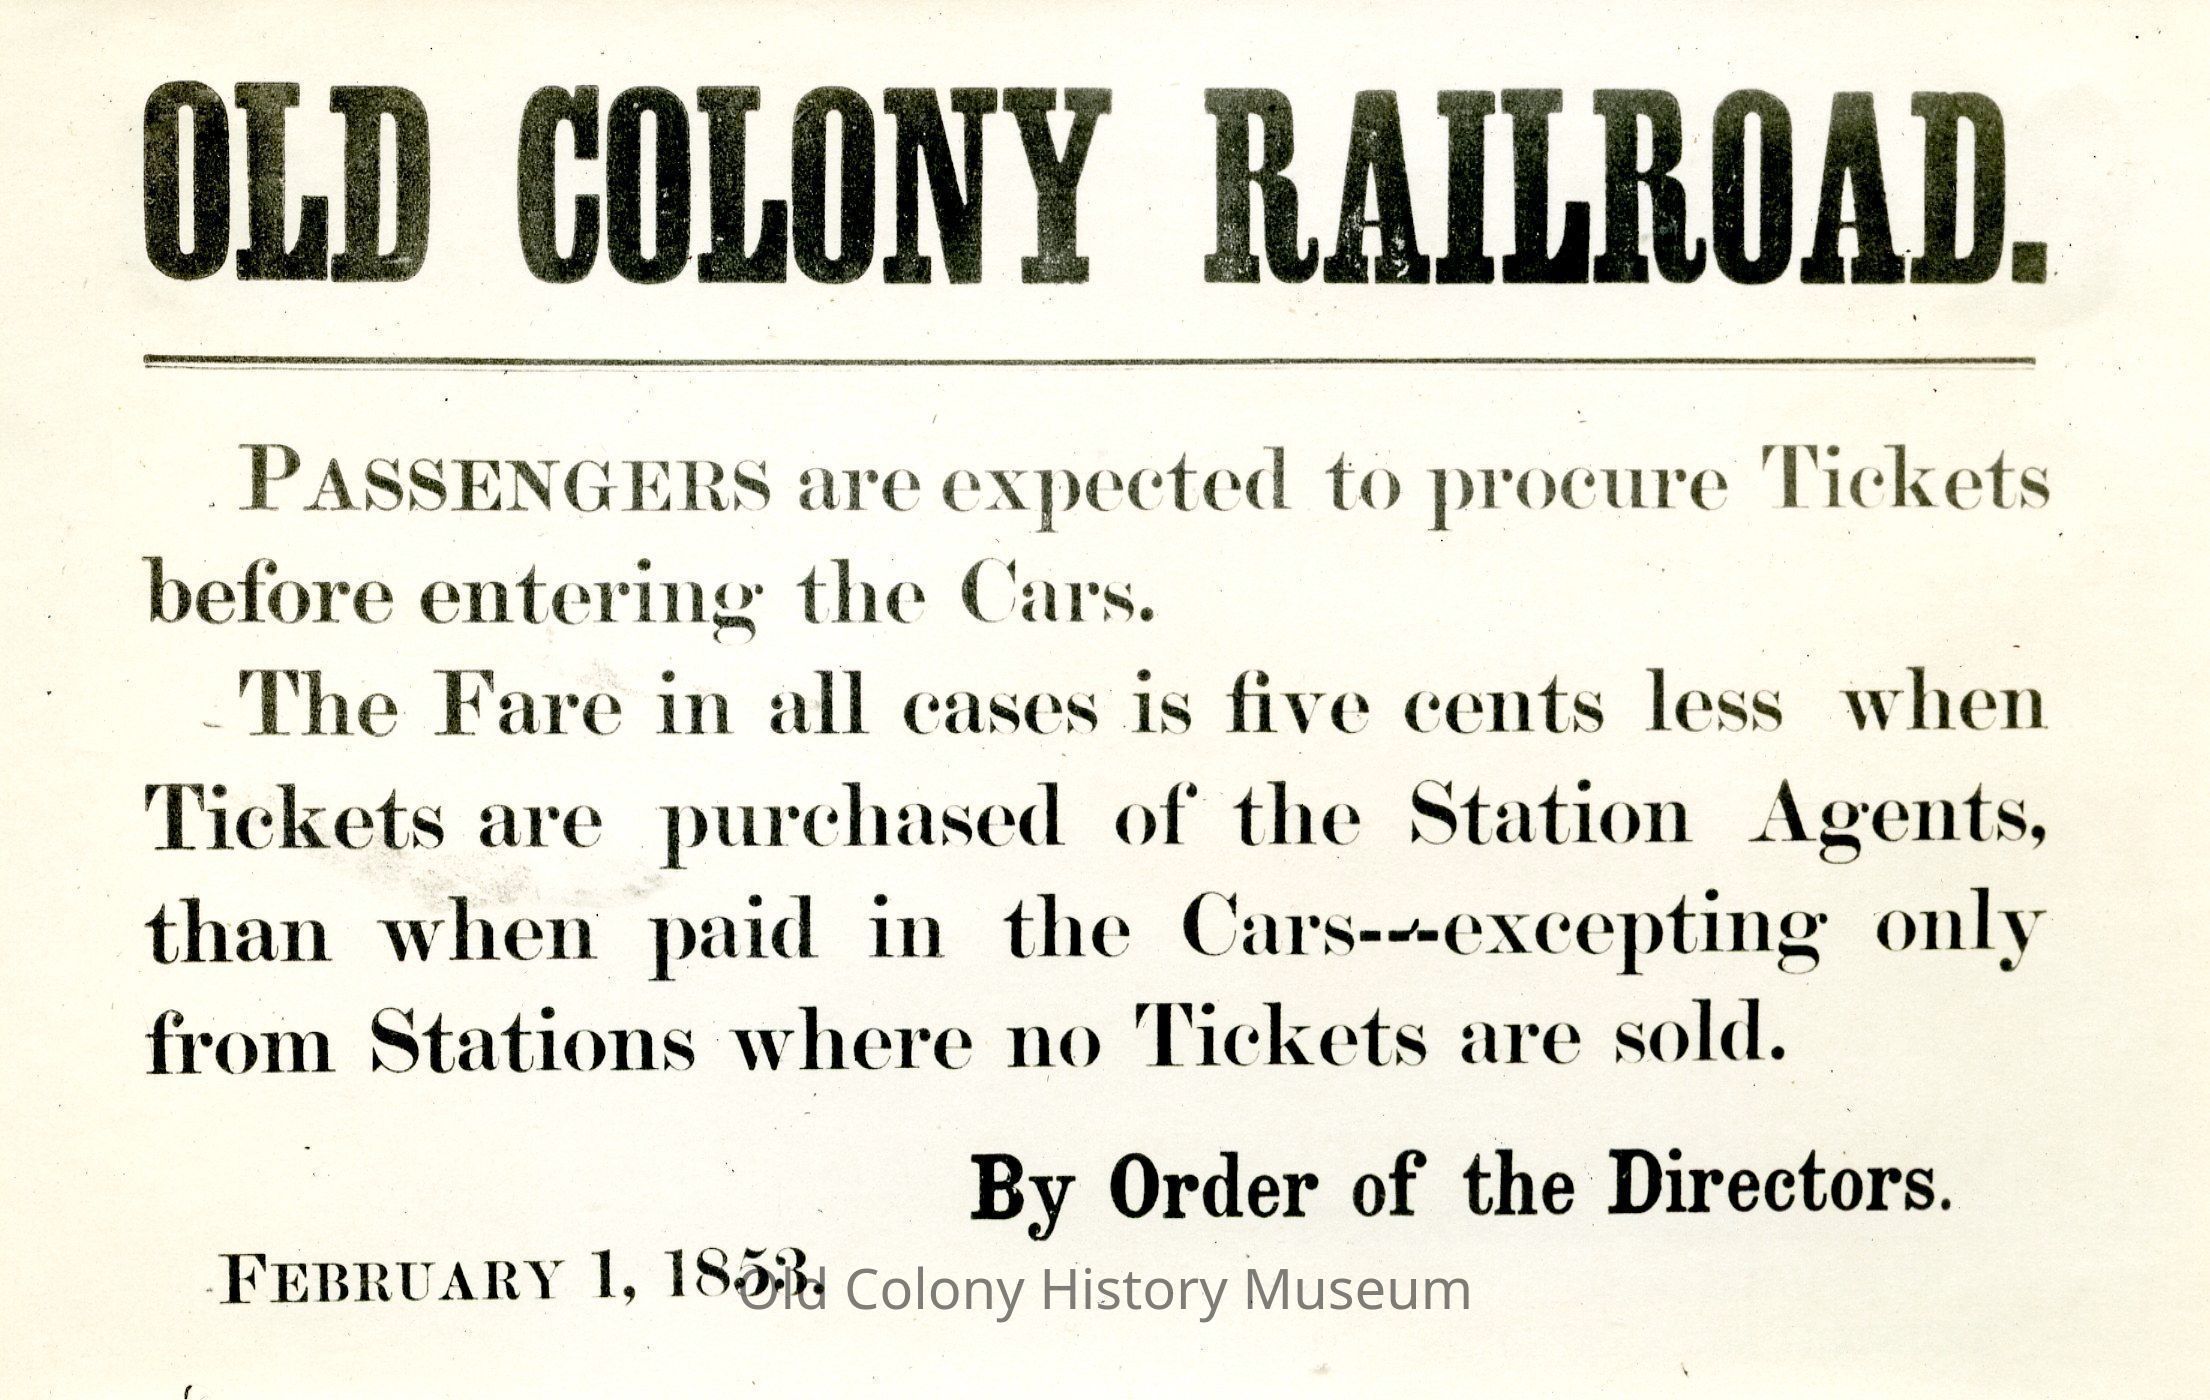 OLD COLONY RAILROAD.
PASSENGERS are expected to procure Tickets
before entering the Cars.
The Fare in all cases is five cents less when
Tickets are purchased of the Station Agents,
than when paid in the Cars---excepting only
from Stations where no Tickets are sold.
By Order of the Directors.
FEBRUARY 1, 1853.
Old Colony History Museum